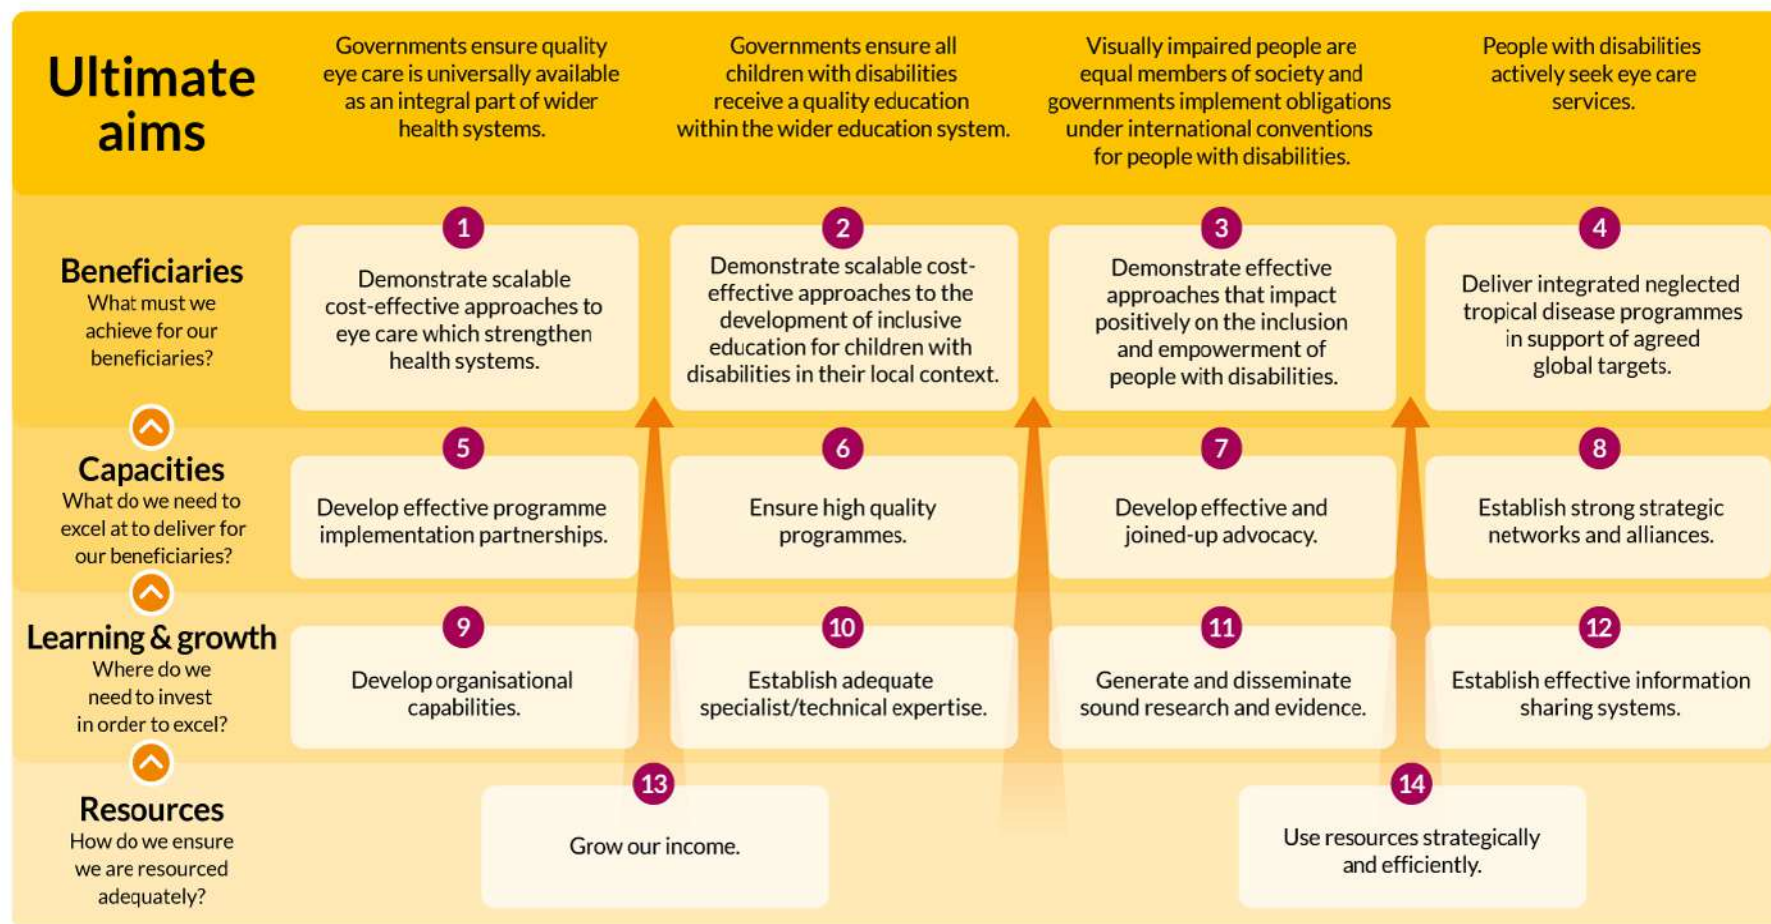 Ultimate
aims
Governments ensure quality
eye care is universally available
as an integral part of wider
health systems.
Governments ensure all
children with disabilities
receive a quality education
within the wider education system.
Visually impaired people are
equal members of society and
governments implement obligations
under international conventions
for people with disabilities.
People with disabilities
actively seek eye care
services.
Beneficiaries
What must we
achieve for our
beneficiaries?
1
Demonstrate scalable
cost-effective approaches to
eye care which strengthen
health systems.
2
Demonstrate scalable cost-
effective approaches to the
development of inclusive
education for children with
disabilities in their local context.
3
Demonstrate effective
approaches that impact
positively on the inclusion
and empowerment of
people with disabilities.
4
Deliver integrated neglected
tropical disease programmes
in support of agreed
global targets.
Capacities
What do we need to
excel at to deliver for
our beneficiaries?
5
Develop effective programme
implementation partnerships.
6
Ensure high quality
programmes.
7
Develop effective and
joined-up advocacy.
8
Establish strong strategic
networks and alliances.
Learning & growth
Where do we
need to invest
in order to excel?
9
Develop organisational
capabilities.
10
Establish adequate
specialist/technical expertise.
11
Generate and disseminate
sound research and evidence.
12
Establish effective information
sharing systems.
Resources
How do we ensure
we are resourced
adequately?
13
Grow our income.
14
Use resources strategically
and efficiently.